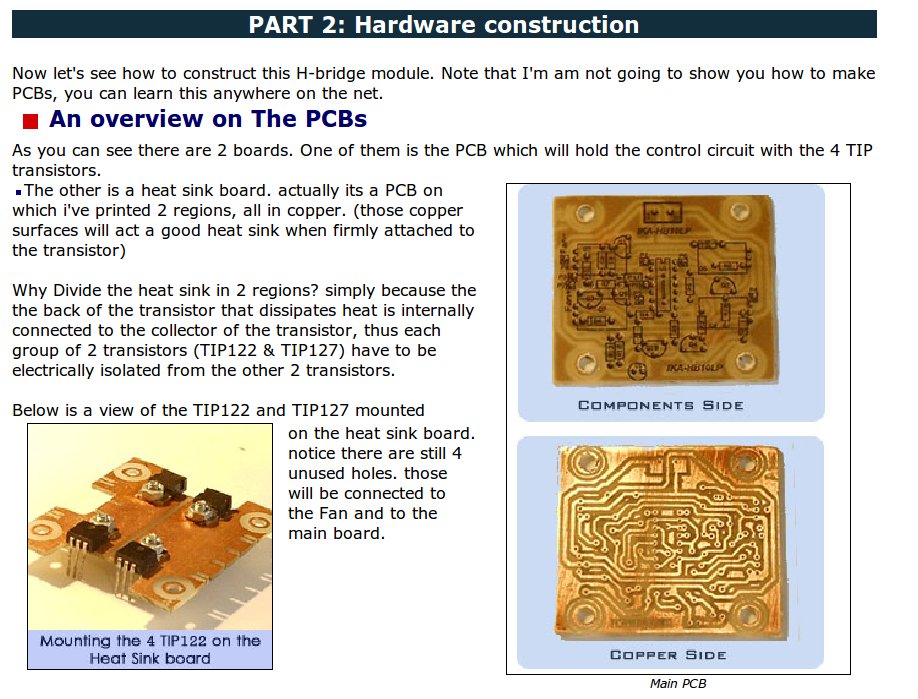 PART 2: Hardware construction
Now let's see how to construct this H-bridge module. Note that I'm am not going to show you how to make
PCBs, you can learn this anywhere on the net.
An overview on The PCBs
As you can see there are 2 boards. One of them is the PCB which will hold the control circuit with the 4 TIP
transistors.
The other is a heat sink board. actually its a PCB on
which i've printed 2 regions, all in copper. (those copper
surfaces will act a good heat sink when firmly attached to
the transistor)
Why Divide the heat sink in 2 regions? simply because the
the back of the transistor that dissipates heat is internally
connected to the collector of the transistor, thus each
group of 2 transistors (TIP122 & TIP127) have to be
electrically isolated from the other 2 transistors.
Below is a view of the TIP122 and TIP127 mounted
on the heat sink board.
notice there are still 4
unused holes. those
will be connected to
the Fan and to the
main board.
Mounting the 4 TIP122 on the
Heat Sink board
IKA-HB10LP
IKA-HB10LP
COMPONENTS SIDE
COPPER SIDE
Main PCB